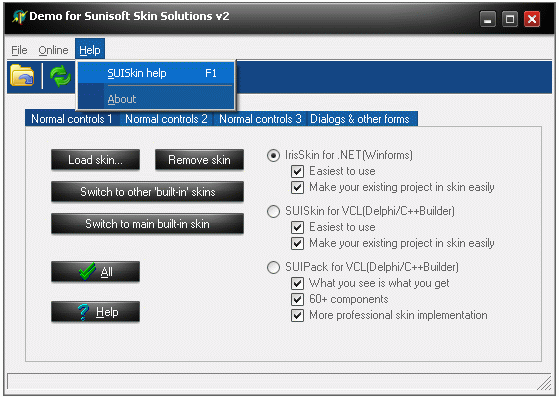 Demo for Sunisoft Skin Solutions v2
File Online Help
SUISkin help F1
About
Normal controls 1 Normal controls 2 Normal controls 3 Dialogs & other forms
Load skin... Remove skin
Switch to other 'built-in' skins
Switch to main built-in skin
All
Help
IrisSkin for .NET(Winforms)
Easiest to use
Make your existing project in skin easily
SUISkin for VCL(Delphi/C++Builder)
Easiest to use
Make your existing project in skin easily
SUIPack for VCL(Delphi/C++Builder)
What you see is what you get
60+ components
More professional skin implementation